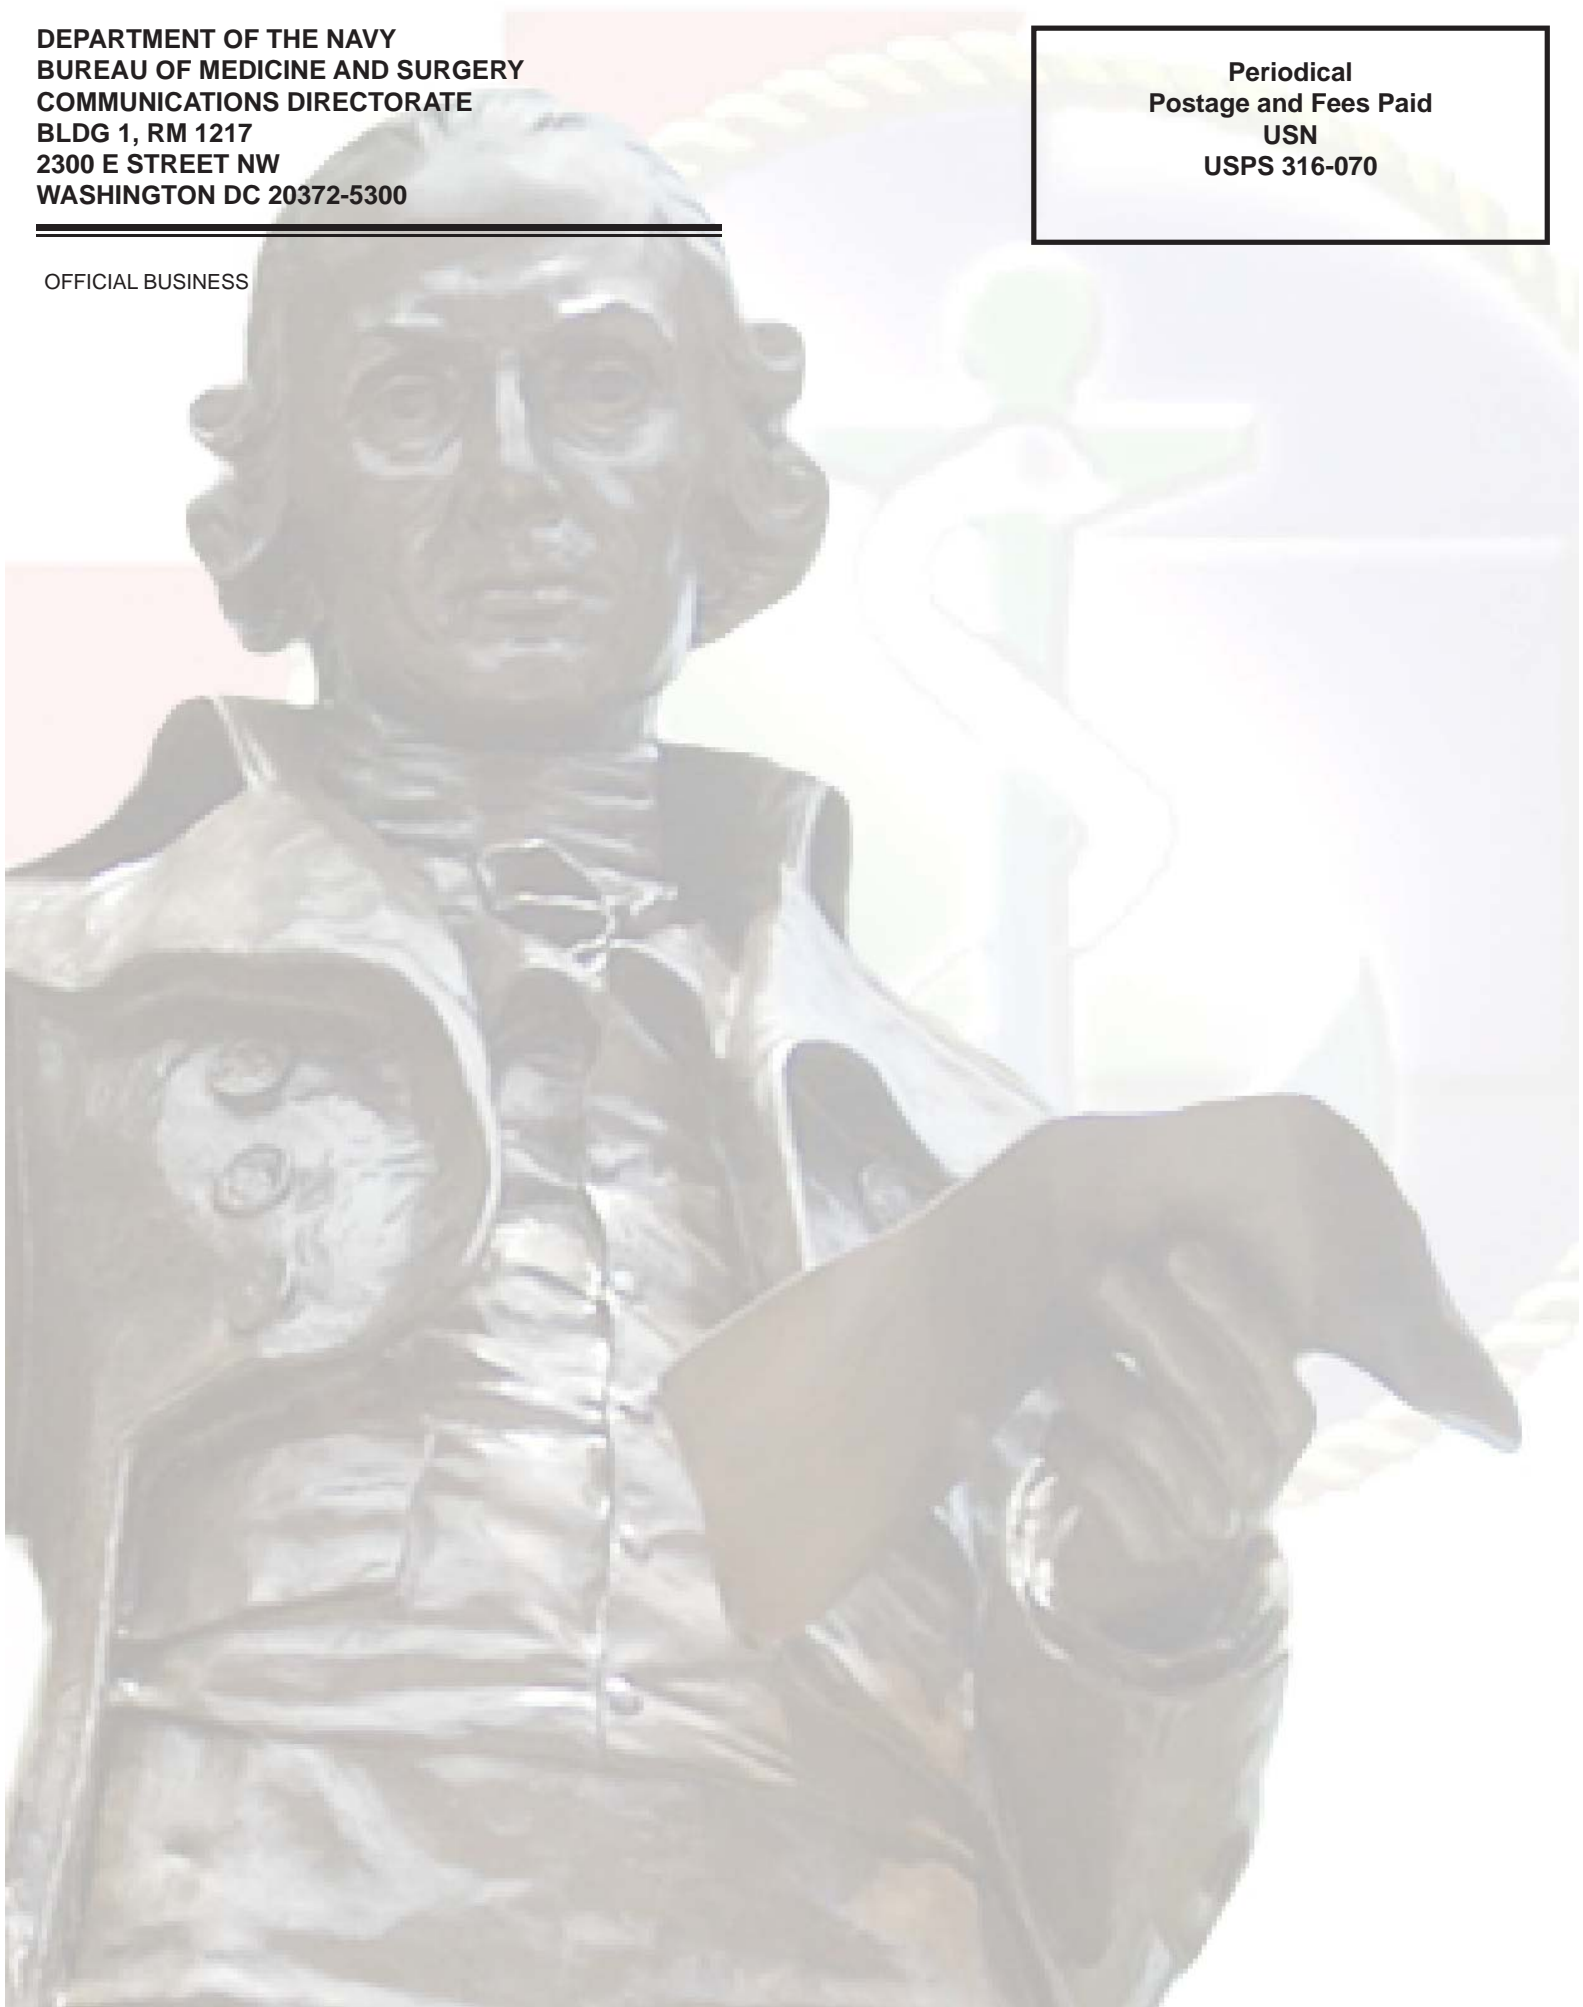 DEPARTMENT OF THE NAVY
BUREAU OF MEDICINE AND SURGERY
COMMUNICATIONS DIRECTORATE
BLDG 1, RM 1217
2300 E STREET NW
WASHINGTON DC 20372-5300
OFFICIAL BUSINESS
Periodical
Postage and Fees Paid
USN
USPS 316-070